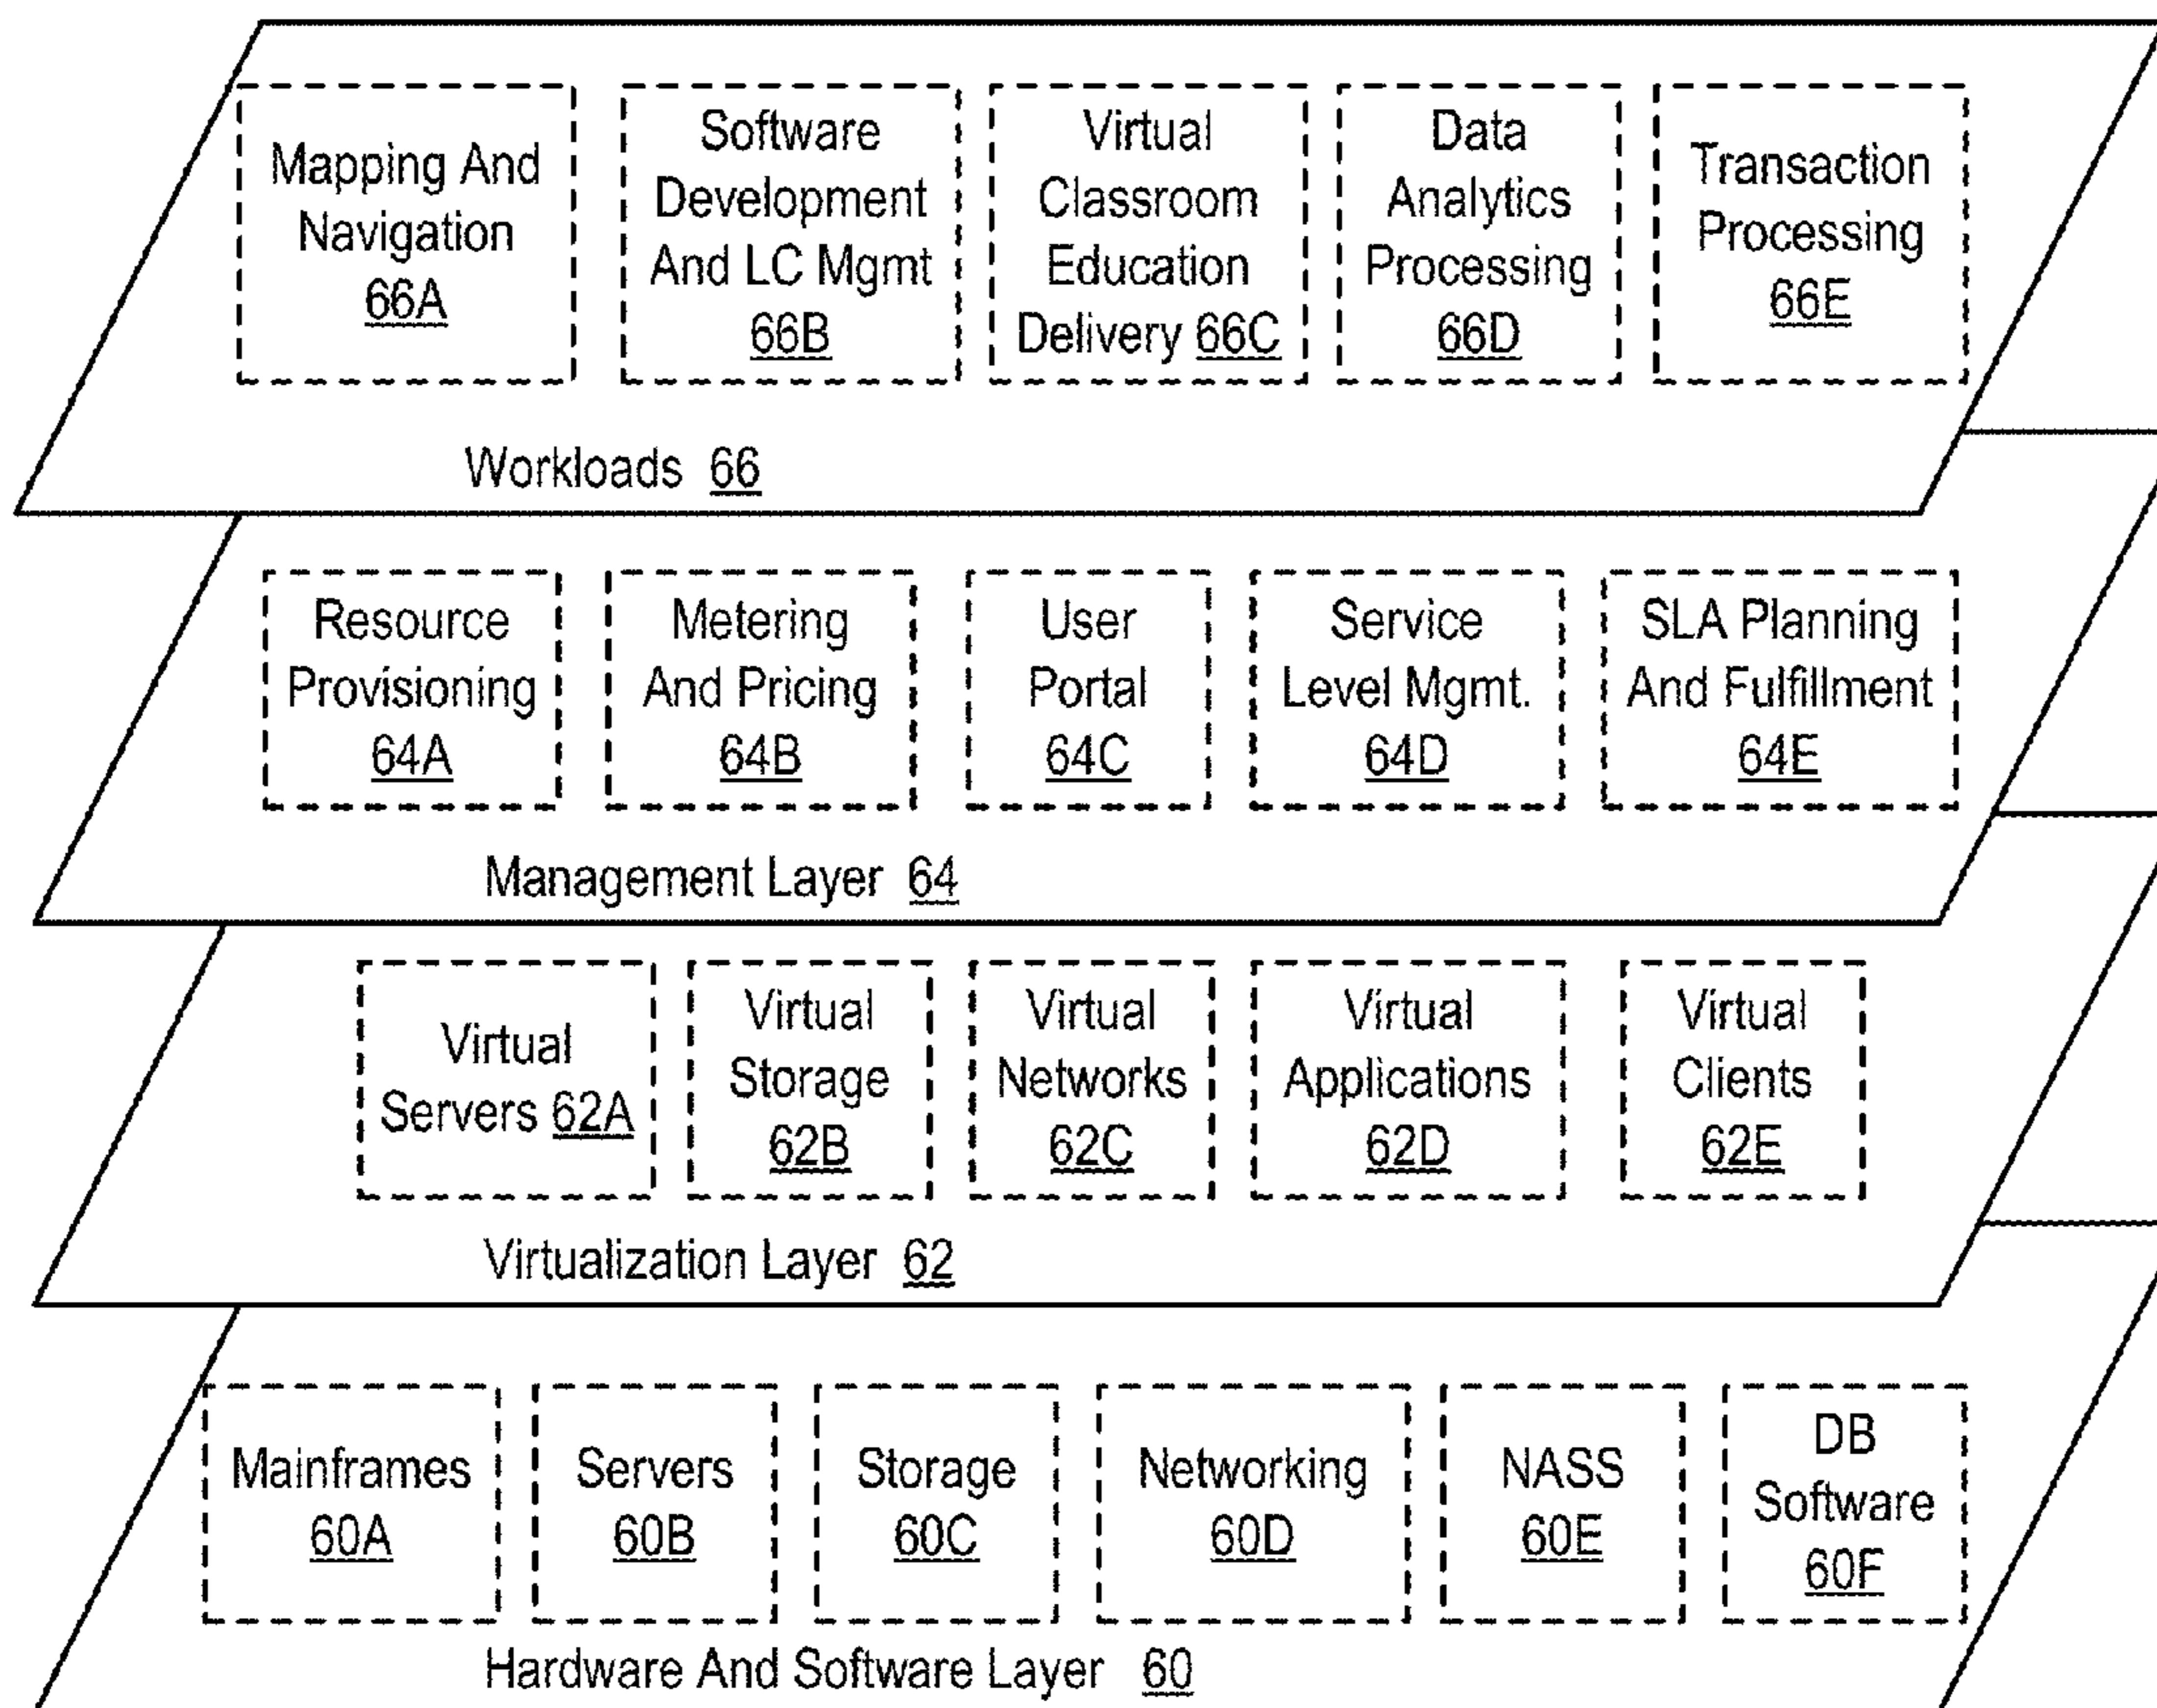 Mapping And
Navigation
66A
Software
Development
And LC Mgmt
66B
Virtual
Classroom
Education
Delivery 66C
Data
Analytics
Processing
66D
Transaction
Processing
66E
Workloads 66
Resource
Provisioning
64A
Metering
And Pricing
64B
User
Portal
64C
Service
Level Mgmt.
64D
SLA Planning
And Fulfillment
64E
Management Layer 64
Virtual
Servers 62A
Virtual
Storage
62B
Virtual
Networks
62C
Virtual
Applications
62D
Virtual
Clients
62E
Virtualization Layer 62
Mainframes
60A
Servers
60B
Storage
60C
Networking
60D
NASS
60E
DB
Software
60F
Hardware And Software Layer 60